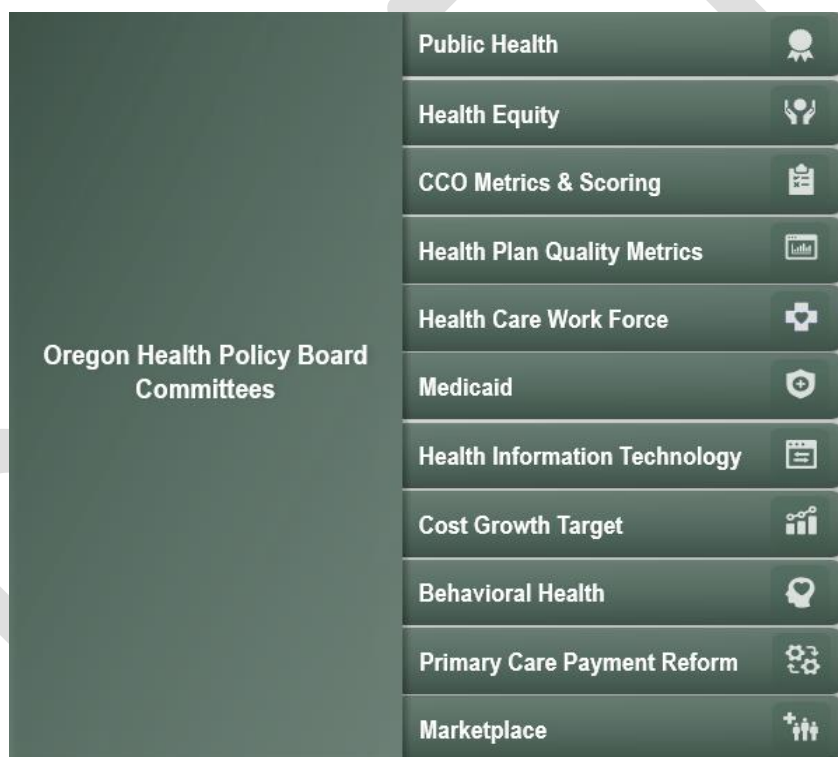 Oregon Health Policy Board
Committees
Public Health
Health Equity
CCO Metrics & Scoring
Health Plan Quality Metrics
Health Care Work Force
Medicaid
Health Information Technology
Cost Growth Target
Behavioral Health
Primary Care Payment Reform
Marketplace